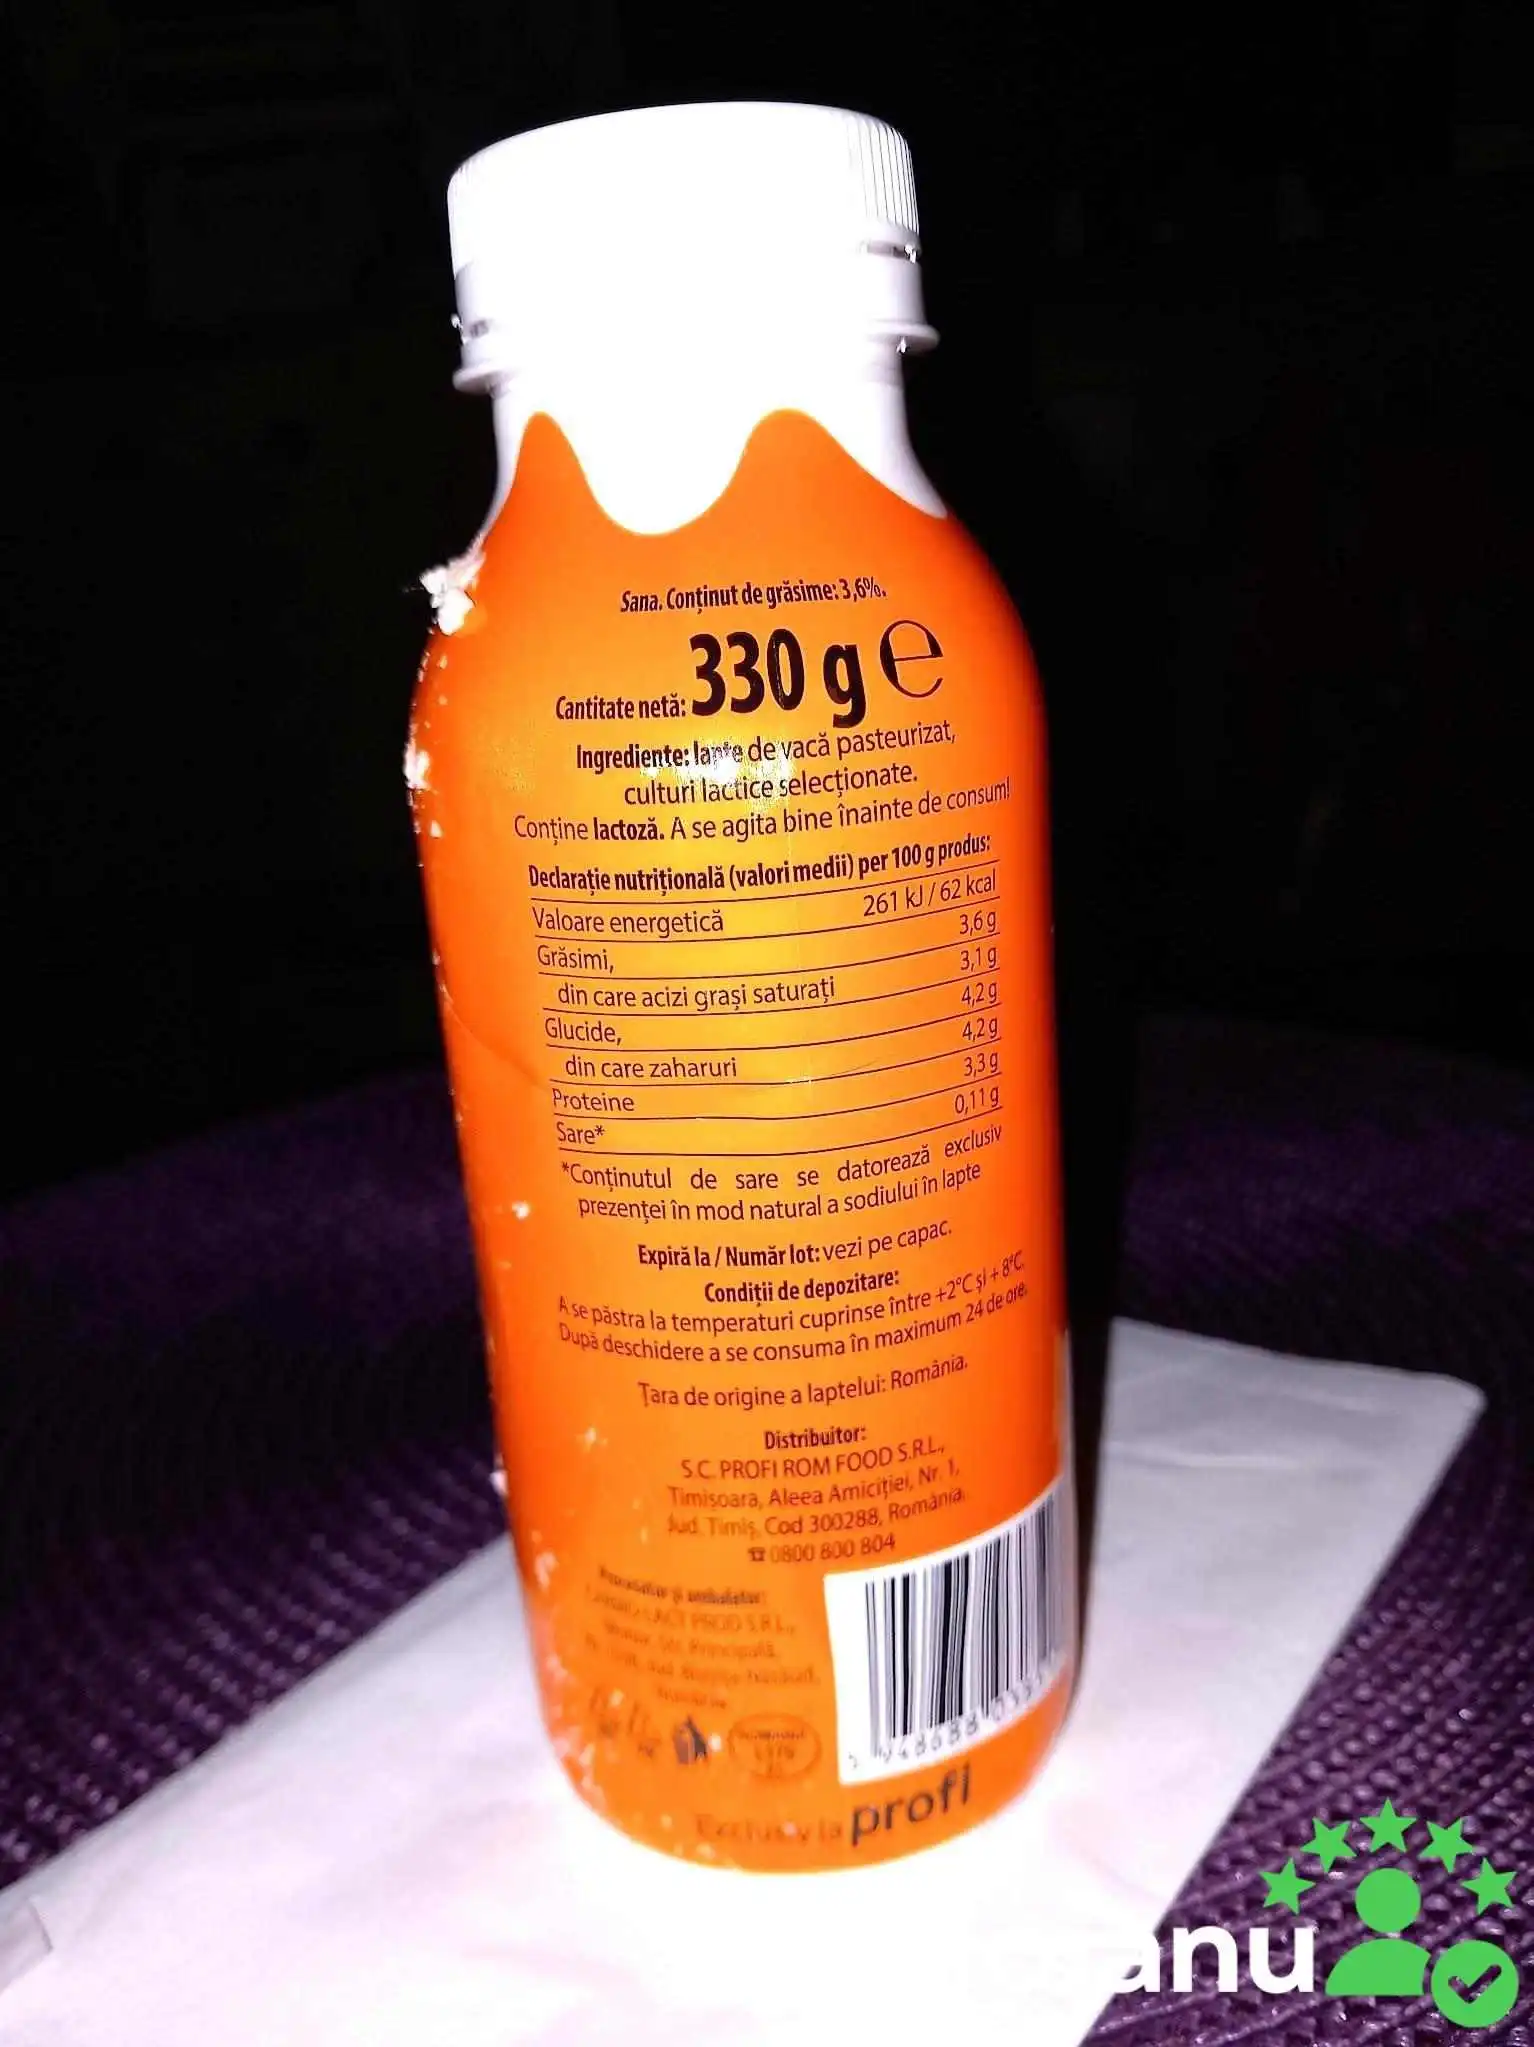 Sana. Conținut de grăsime: 3,6%.
Cantitate netă: 330 g ℮
Ingrediente: lapte de vacă pasteurizat,
culturi lactice selecționate.
Conține lactoză. A se agita bine înainte de consum!
Declarație nutrițională (valori medii) per 100 g produs:
Valoare energetică 261 kJ / 62 kcal
Grăsimi, 3,6 g
din care acizi grași saturați 3,1 g
Glucide, 4,2 g
din care zaharuri 4,2 g
Proteine 3,3 g
Sare* 0,11 g
*Conținutul de sare se datorează exclusiv
prezenței în mod natural a sodiului în lapte
Expiră la / Număr lot: vezi pe capac.
Condiții de depozitare:
A se păstra la temperaturi cuprinse între +2°C și + 8°C.
După deschidere a se consuma în maximum 24 de ore.
Țara de origine a laptelui: România.
Distribuitor:
S.C. PROFI ROM FOOD S.R.L.,
Timișoara, Aleea Amiciției, Nr. 1,
Jud. Timiș, Cod 300288, România.
☎ 0800 800 804
PROD S.R.L.,
Principală,
Exclusiv la profi
anu